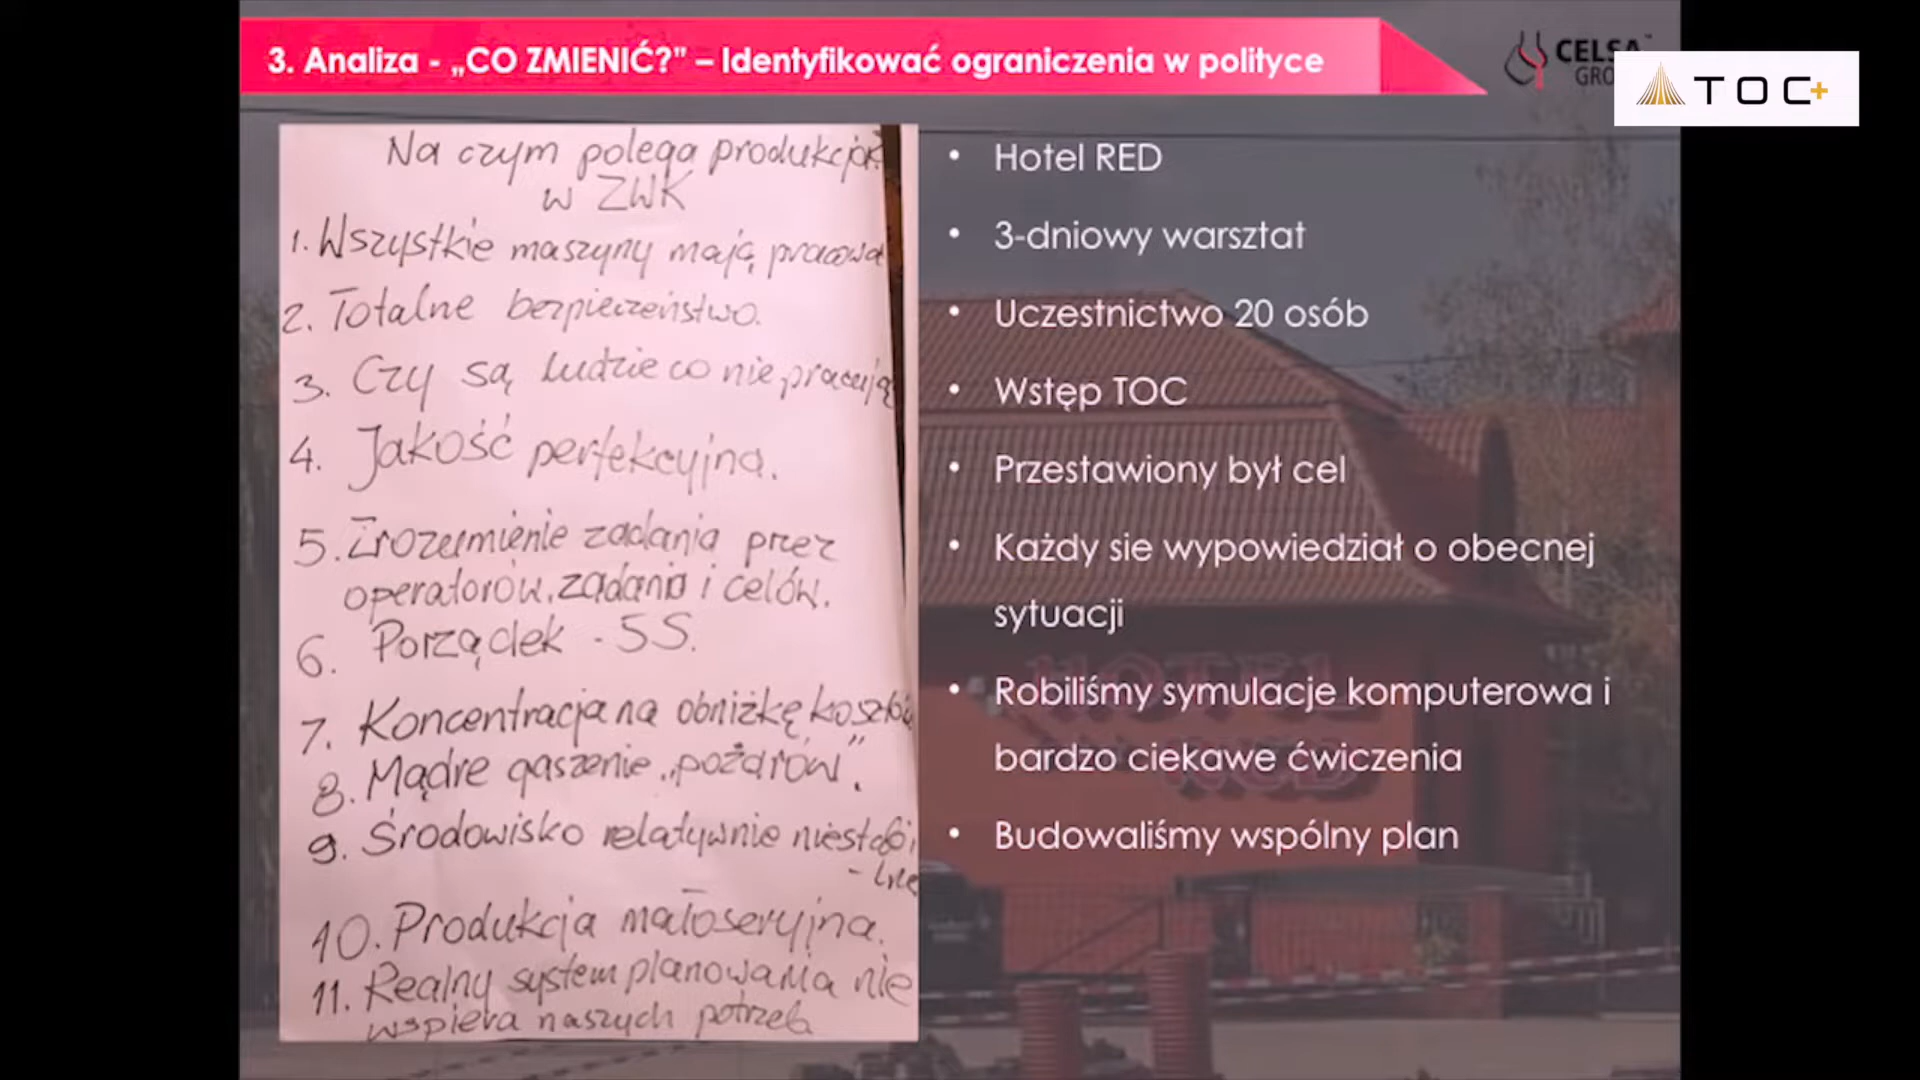 3. Analiza - „CO ZMIENIĆ?” – Identyfikować ograniczenia w polityce
CELSA
TOC+
Na czym polega produkcja
w ZWK
1. Wszystkie maszyny mają
2. Totalne bezpieczeństwo.
3. Czy są ludzie co nie pracują
4. Jakość perfekcyjna.
5. Zrozumienie zadania przez
operatorów, zadania i celów.
6. Porządek - 5S.
7. Koncentracja na obniżkę
8. Mądre gaszenie „pożarów”.
9. Środowisko relatywnie
10. Produkcja małoseryjna.
11. Realny system planowania nie
wspiera naszych potrzeb
• Hotel RED
• 3-dniowy warsztat
• Uczestnictwo 20 osób
• Wstęp TOC
• Przestawiony był cel
• Każdy sie wypowiedział o obecnej
sytuacji
• Robiliśmy symulacje komputerowa i
bardzo ciekawe ćwiczenia
• Budowaliśmy wspólny plan
HOTEL
RED